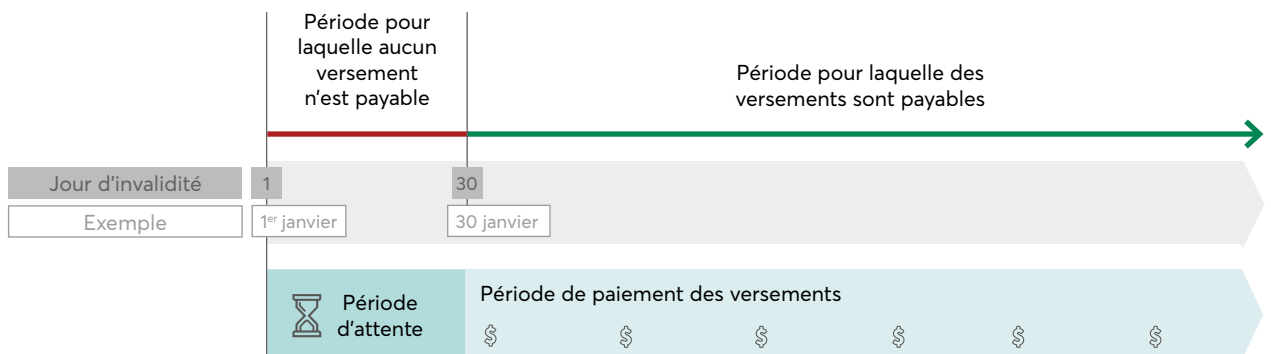 Période pour
laquelle aucun
versement
n'est payable
Période pour laquelle des
versements sont payables
Jour d'invalidité
1
30
Exemple
1er janvier
30 janvier
Période
d'attente
Période de paiement des versements
$ $ $ $ $ $